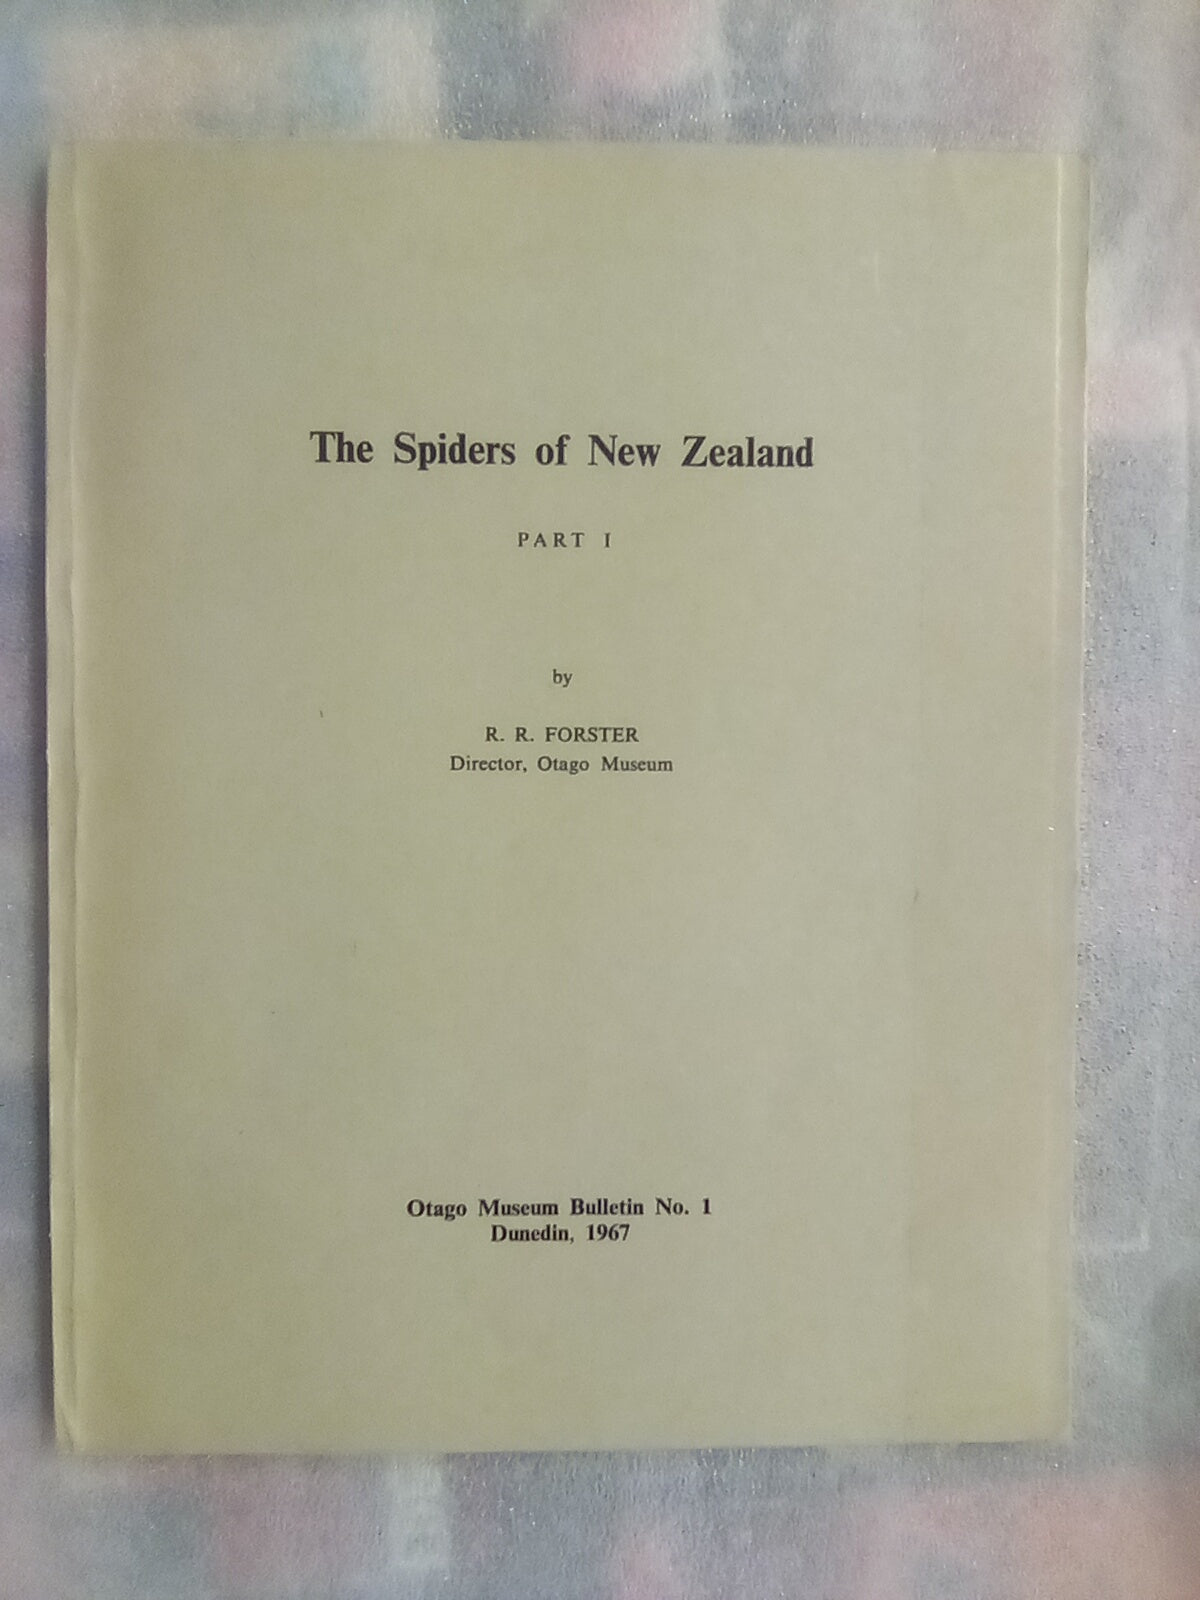 The Spiders of New Zealand
PART I
by
R. R. FORSTER
Director, Otago Museum
Otago Museum Bulletin No. 1
Dunedin, 1967